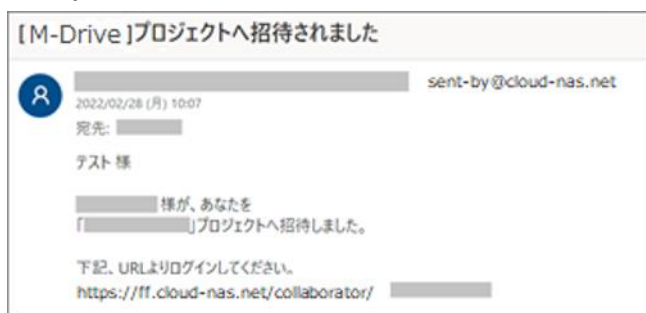 [M-Drive]プロジェクトへ招待されました
sent-by@cloud-nas.net
2022/02/28 (月) 10:07
宛先:
テスト 様
様が、あなたを
「 」プロジェクトへ招待しました。
下記、URLよりログインしてください。
https://ff.cloud-nas.net/collaborator/